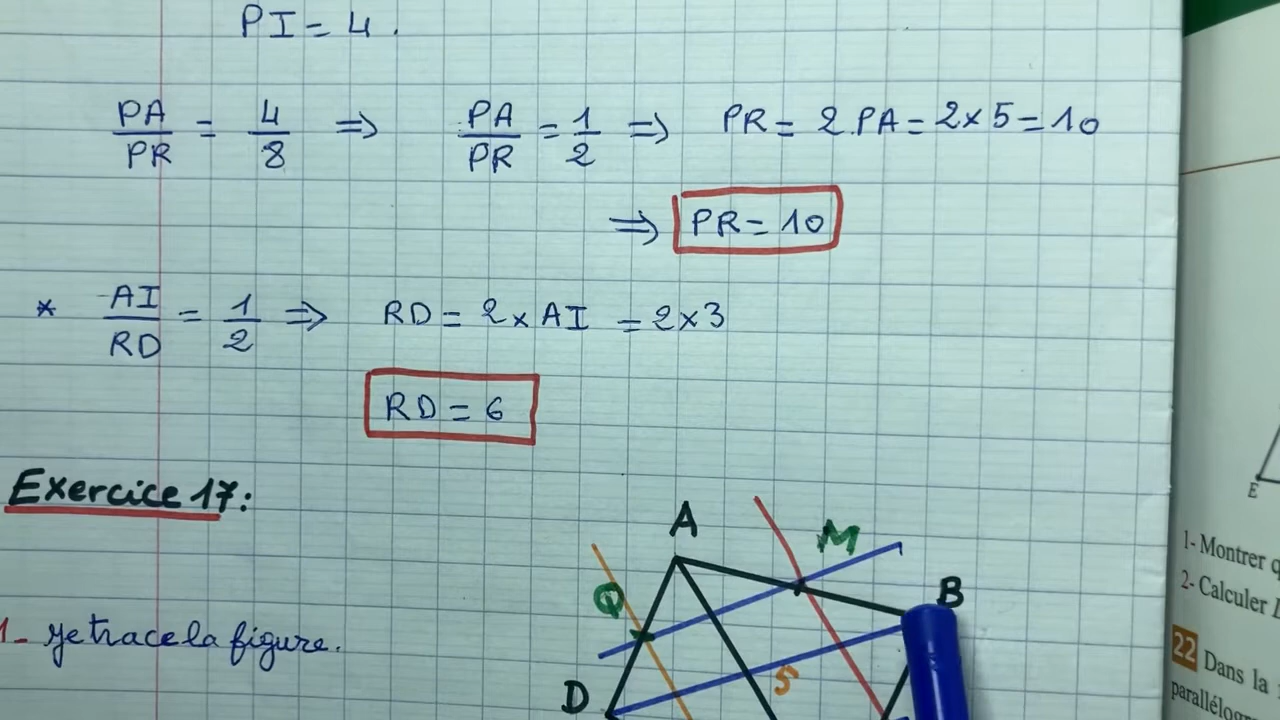 PI = 4.
PA/PR = 4/8 ⇒ PA/PR = 1/2 ⇒ PR = 2.PA = 2×5 = 10
⇒ PR = 10
* AI/RD = 1/2 ⇒ RD = 2×AI = 2×3
RD = 6
Exercice 17:
1- Je trace la figure.
A
M
Q
B
S
D
E
1- Montrer q
2- Calculer
22 Dans la
parallélogr